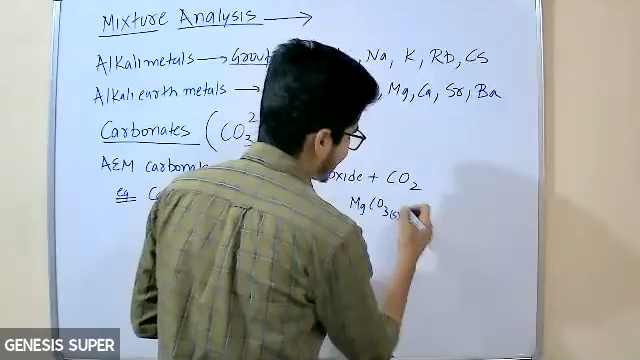 Mixture Analysis →
Alkali metals → Na, K, Rb, CS
Alkali earth metals → Mg, Ca, Sr, Ba
Carbonates (CO3 2
AEM carbonate oxide + CO2
eg MgCO3(s)
GENESIS SUPER